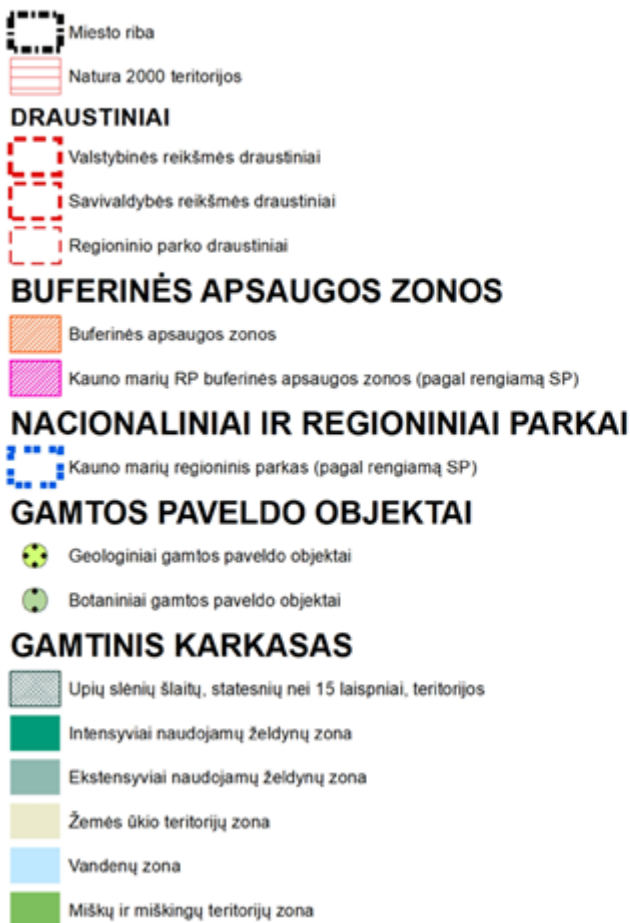 Miesto riba
Natura 2000 teritorijos
DRAUSTINIAI
Valstybinės reikšmės draustiniai
Savivaldybės reikšmės draustiniai
Regioninio parko draustiniai
BUFERINĖS APSAUGOS ZONOS
Buferinės apsaugos zonos
Kauno marių RP buferinės apsaugos zonos (pagal rengiamą SP)
NACIONALINIAI IR REGIONINIAI PARKAI
Kauno marių regioninis parkas (pagal rengiamą SP)
GAMTOS PAVELDO OBJEKTAI
Geologiniai gamtos paveldo objektai
Botaniniai gamtos paveldo objektai
GAMTINIS KARKASAS
Upių slėnių šlaitų, statesnių nei 15 laispniai, teritorijos
Intensyviai naudojamų želdynų zona
Ekstensyviai naudojamų želdynų zona
Žemės ūkio teritorijų zona
Vandenų zona
Miškų ir miškingų teritorijų zona